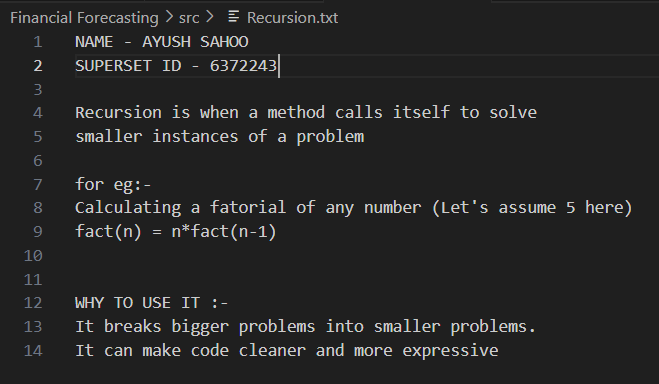 Financial Forecasting > src > Recursion.txt
1 NAME - AYUSH SAHOO
2 SUPERSET ID - 6372243
3
4 Recursion is when a method calls itself to solve
5 smaller instances of a problem
6
7 for eg:-
8 Calculating a fatorial of any number (Let's assume 5 here)
9 fact(n) = n*fact(n-1)
10
11
12 WHY TO USE IT :-
13 It breaks bigger problems into smaller problems.
14 It can make code cleaner and more expressive